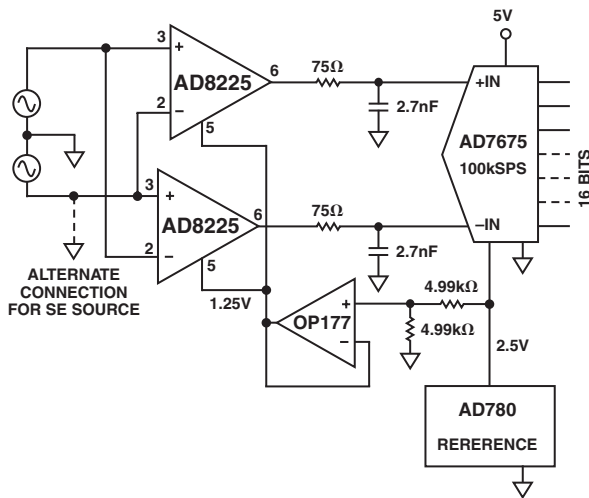 5V
3
+
AD8225
6
75Ω
+IN
2
−
5
2.7nF
AD7675
100kSPS
16 BITS
3
+
AD8225
6
75Ω
−IN
2
−
5
2.7nF
ALTERNATE
CONNECTION
FOR SE SOURCE
1.25V
OP177
+
−
4.99kΩ
4.99kΩ
2.5V
AD780
RERERENCE